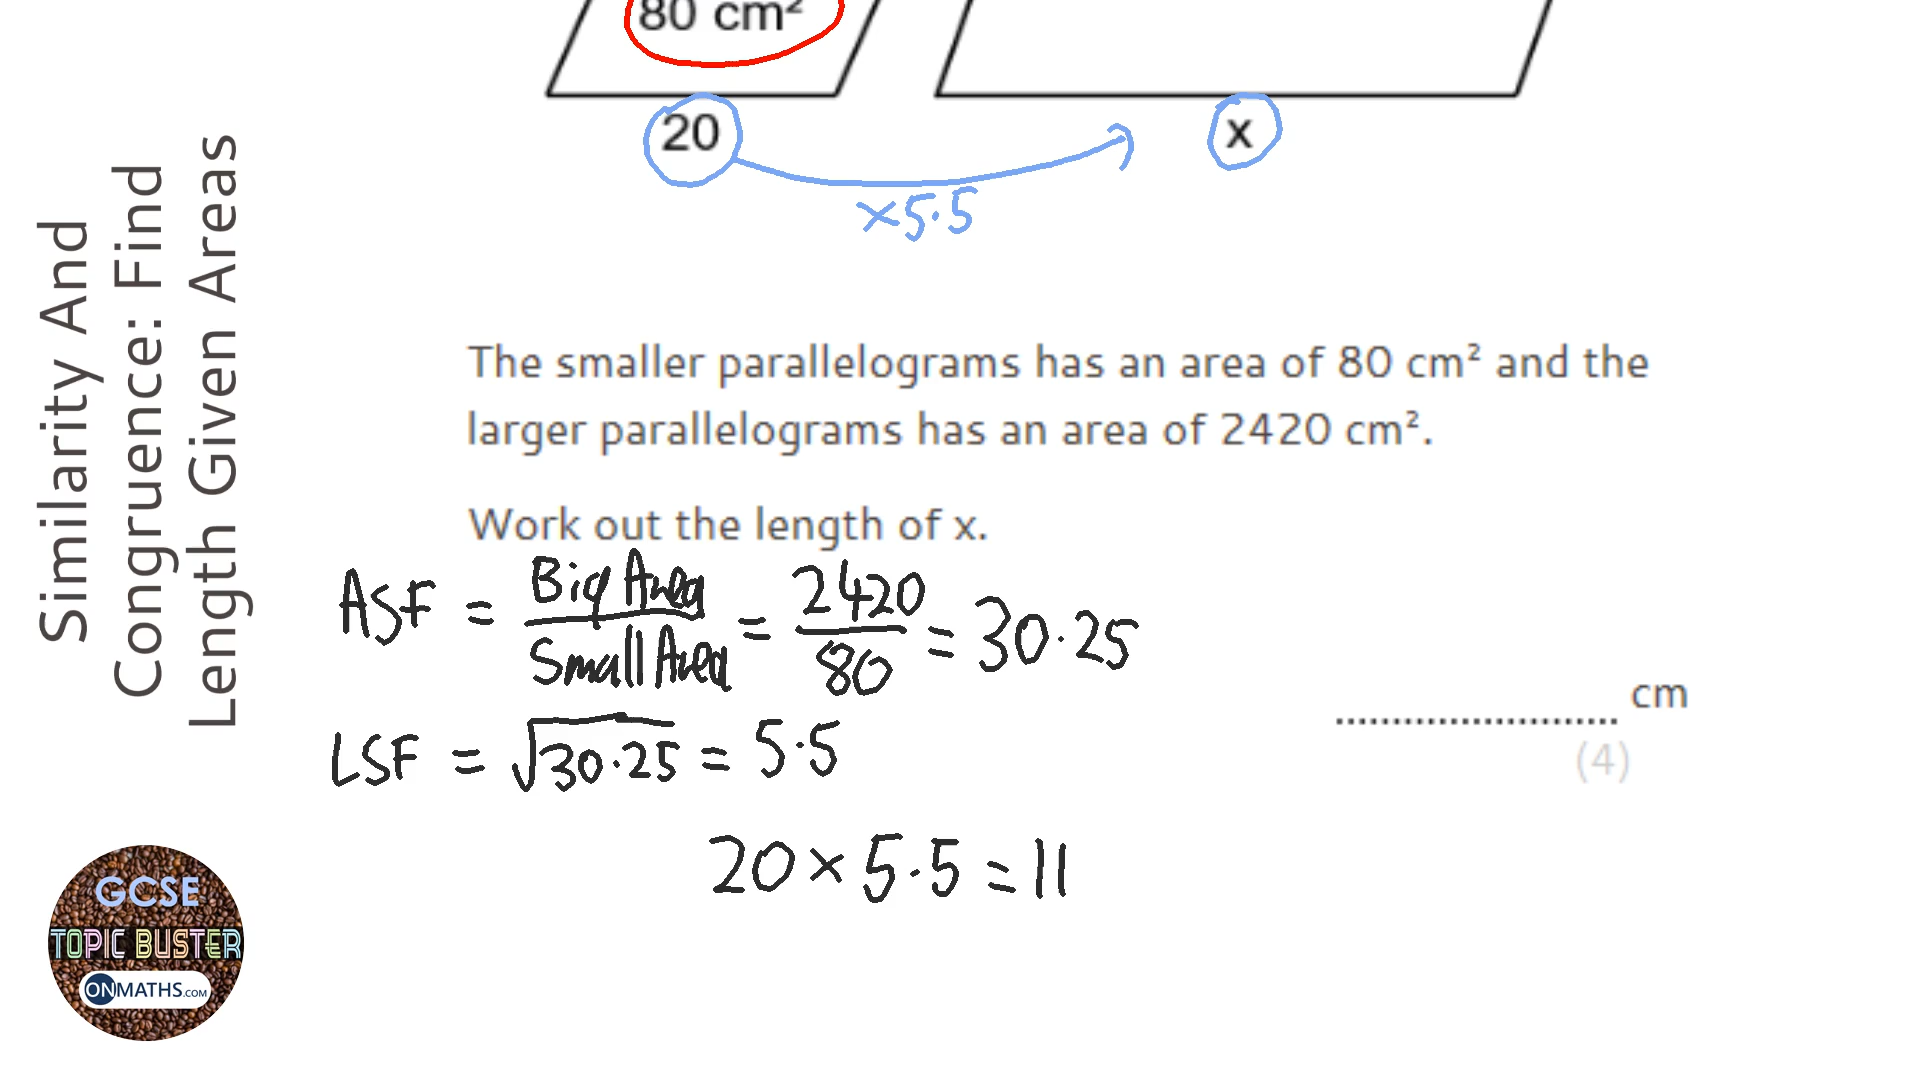 80 cm²
20
x
×5.5
Similarity And
Congruence: Find
Length Given Areas
The smaller parallelograms has an area of 80 cm² and the
larger parallelograms has an area of 2420 cm².
Work out the length of x.
ASF = Big Area / Small Area = 2420 / 80 = 30.25
cm
(4)
LSF = √30.25 = 5.5
20 × 5.5 = 11
GCSE
TOPIC BUSTER
ONMATHS.COM